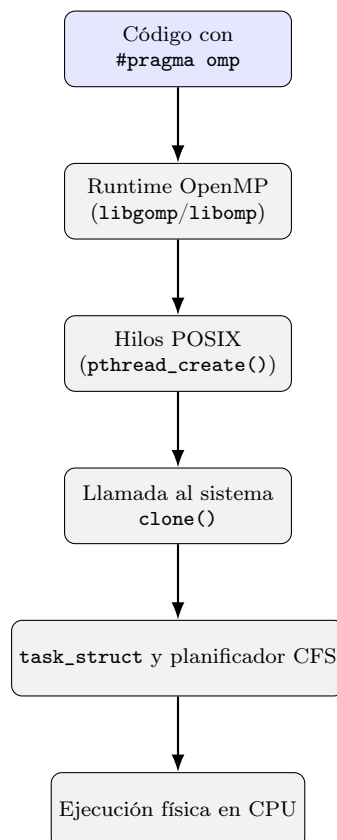 Código con
#pragma omp
Runtime OpenMP
(libgomp/libomp)
Hilos POSIX
(pthread_create())
Llamada al sistema
clone()
task_struct y planificador CFS
Ejecución física en CPU